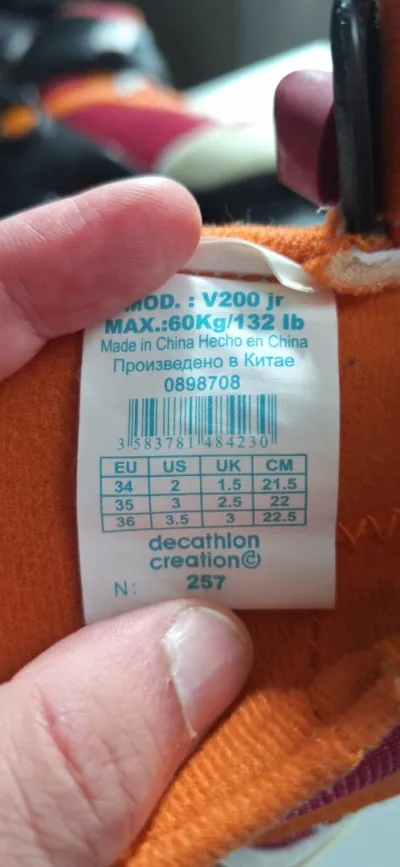 MOD. : V200 jr
MAX.:60Kg/132 lb
Made in China Hecho en China
Произведено в Китае
0898708
3 583781 484230
EU US UK CM
34 2 1.5 21.5
35 3 2.5 22
36 3.5 3 22.5
decathlon
creation©
N: 257